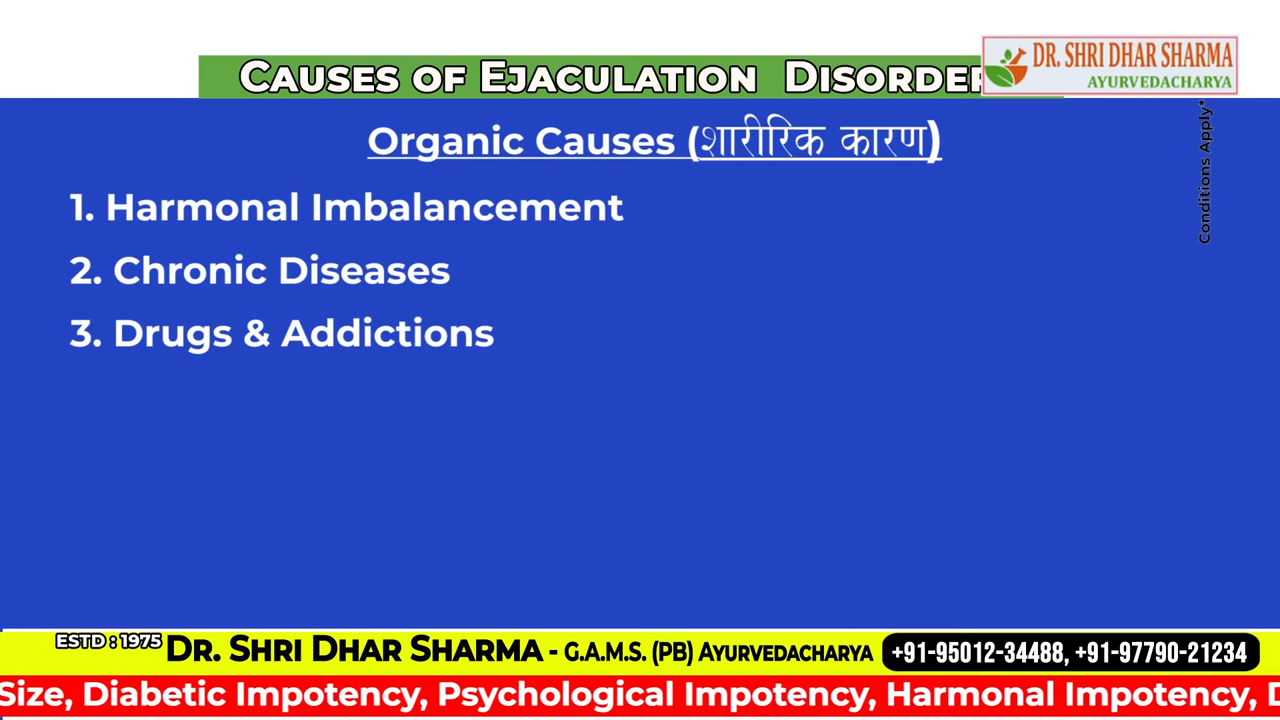 CAUSES OF EJACULATION DISORDER
DR. SHRI DHAR SHARMA
AYURVEDACHARYA
Conditions Apply*
Organic Causes (शारीरिक कारण)
1. Harmonal Imbalancement
2. Chronic Diseases
3. Drugs & Addictions
ESTD : 1975 DR. SHRI DHAR SHARMA - G.A.M.S. (PB) AYURVEDACHARYA +91-95012-34488, +91-97790-21234
Size, Diabetic Impotency, Psychological Impotency, Harmonal Impotency,